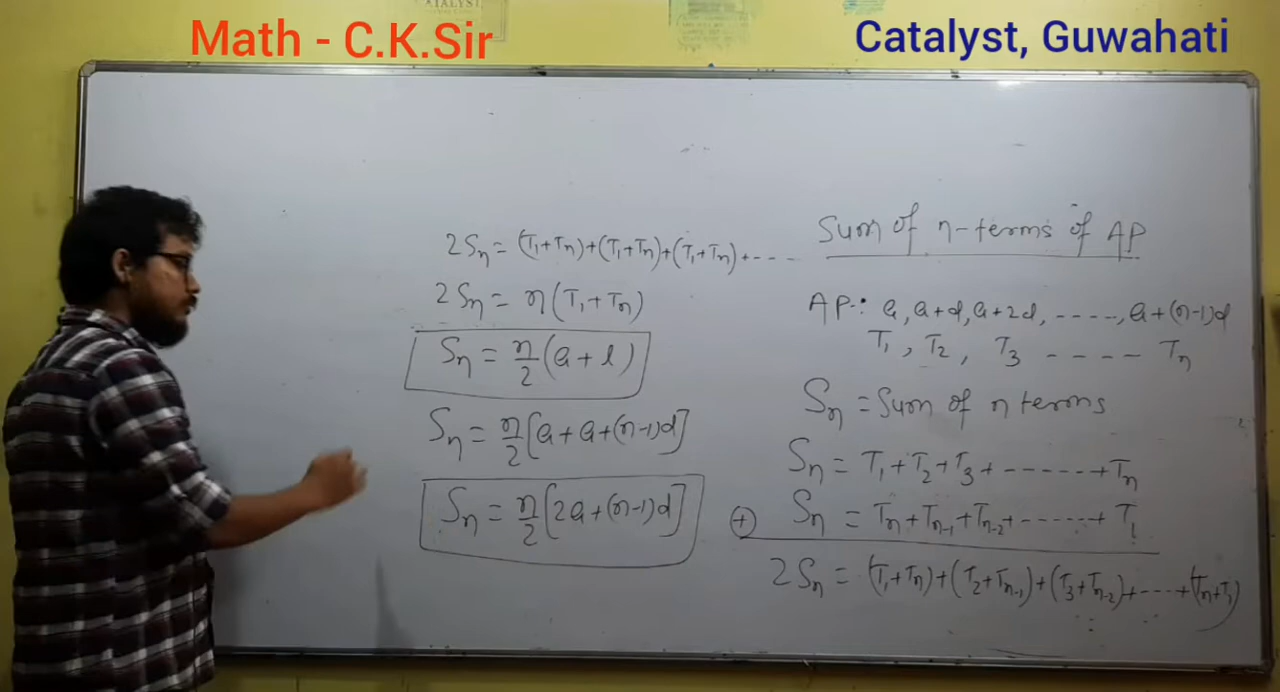 CATALYST
Math - C.K.Sir
Catalyst, Guwahati
Sum of n-terms of AP
AP: a, a+d, a+2d, -----, a+(n-1)d
T₁, T₂, T₃ ---- Tₙ
Sₙ = Sum of n terms
Sₙ = T₁+T₂+T₃+------+Tₙ
(+) Sₙ = Tₙ+Tₙ₋₁+Tₙ₋₂+------+T₁
2Sₙ = (T₁+Tₙ)+(T₂+Tₙ₋₁)+(T₃+Tₙ₋₂)+----+(Tₙ+T₁)
2Sₙ = (T₁+Tₙ)+(T₁+Tₙ)+(T₁+Tₙ)+----
2Sₙ = n(T₁+Tₙ)
Sₙ = n/2 (a+l)
Sₙ = n/2 [a+a+(n-1)d]
Sₙ = n/2 [2a+(n-1)d]